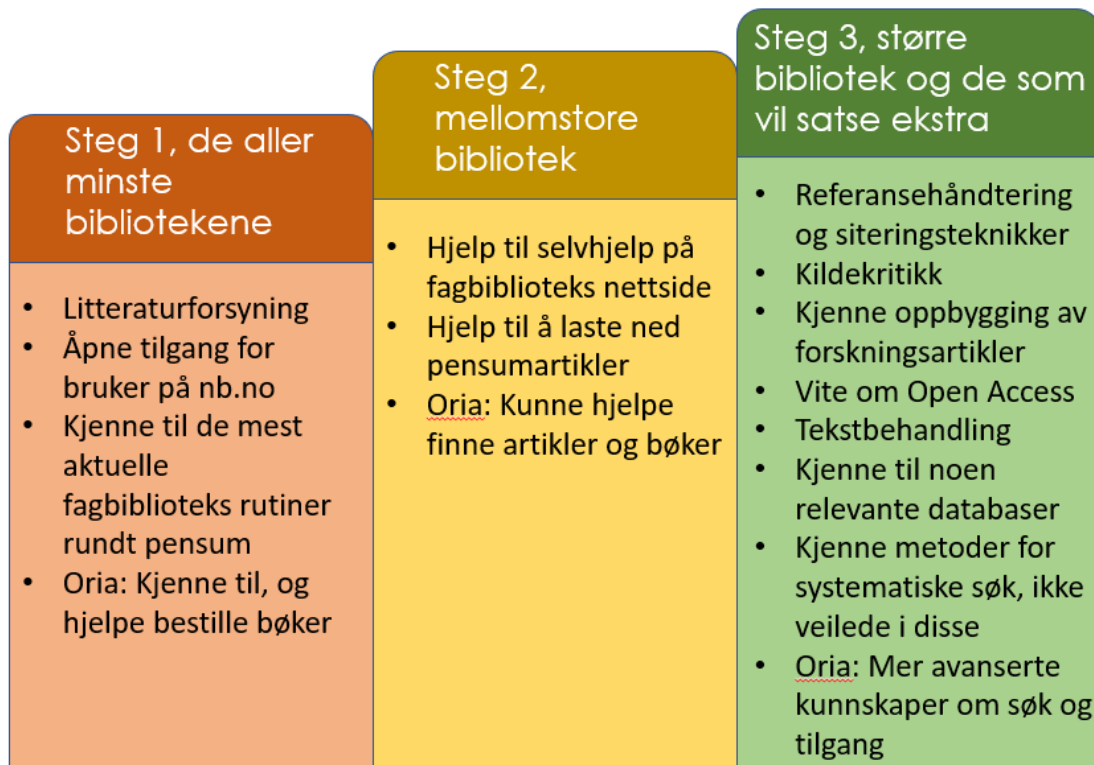 Steg 1, de aller
minste
bibliotekene
• Litteraturforsyning
• Åpne tilgang for
bruker på nb.no
• Kjenne til de mest
aktuelle
fagbiblioteks rutiner
rundt pensum
• Oria: Kjenne til, og
hjelpe bestille bøker
Steg 2,
mellomstore
bibliotek
• Hjelp til selvhjelp på
fagbiblioteks nettside
• Hjelp til å laste ned
pensumartikler
• Oria: Kunne hjelpe
finne artikler og bøker
Steg 3, større
bibliotek og de som
vil satse ekstra
• Referansehåndtering
og siteringsteknikker
• Kildekritikk
• Kjenne oppbygging av
forskningsartikler
• Vite om Open Access
• Tekstbehandling
• Kjenne til noen
relevante databaser
• Kjenne metoder for
systematiske søk, ikke
veilede i disse
• Oria: Mer avanserte
kunnskaper om søk og
tilgang